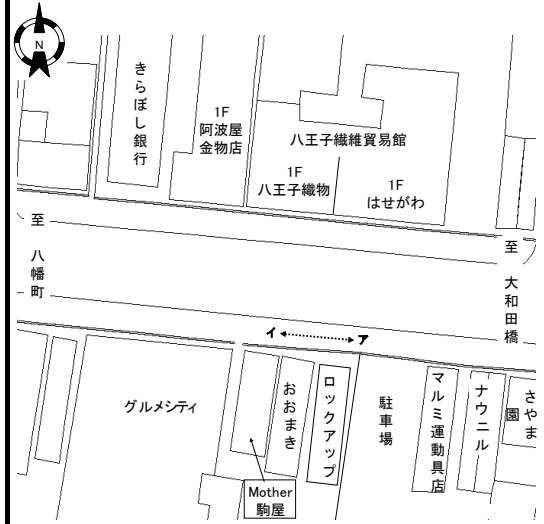 N
きらぼし銀行
1F
阿波屋
金物店
八王子繊維貿易館
1F
八王子織物
1F
はせがわ
至 八幡町
至 大和田橋
イ
ア
グルメシティ
Mother
駒屋
おおまき
ロックアップ
駐車場
マルミ運動具店
ナウニル
さやま
園